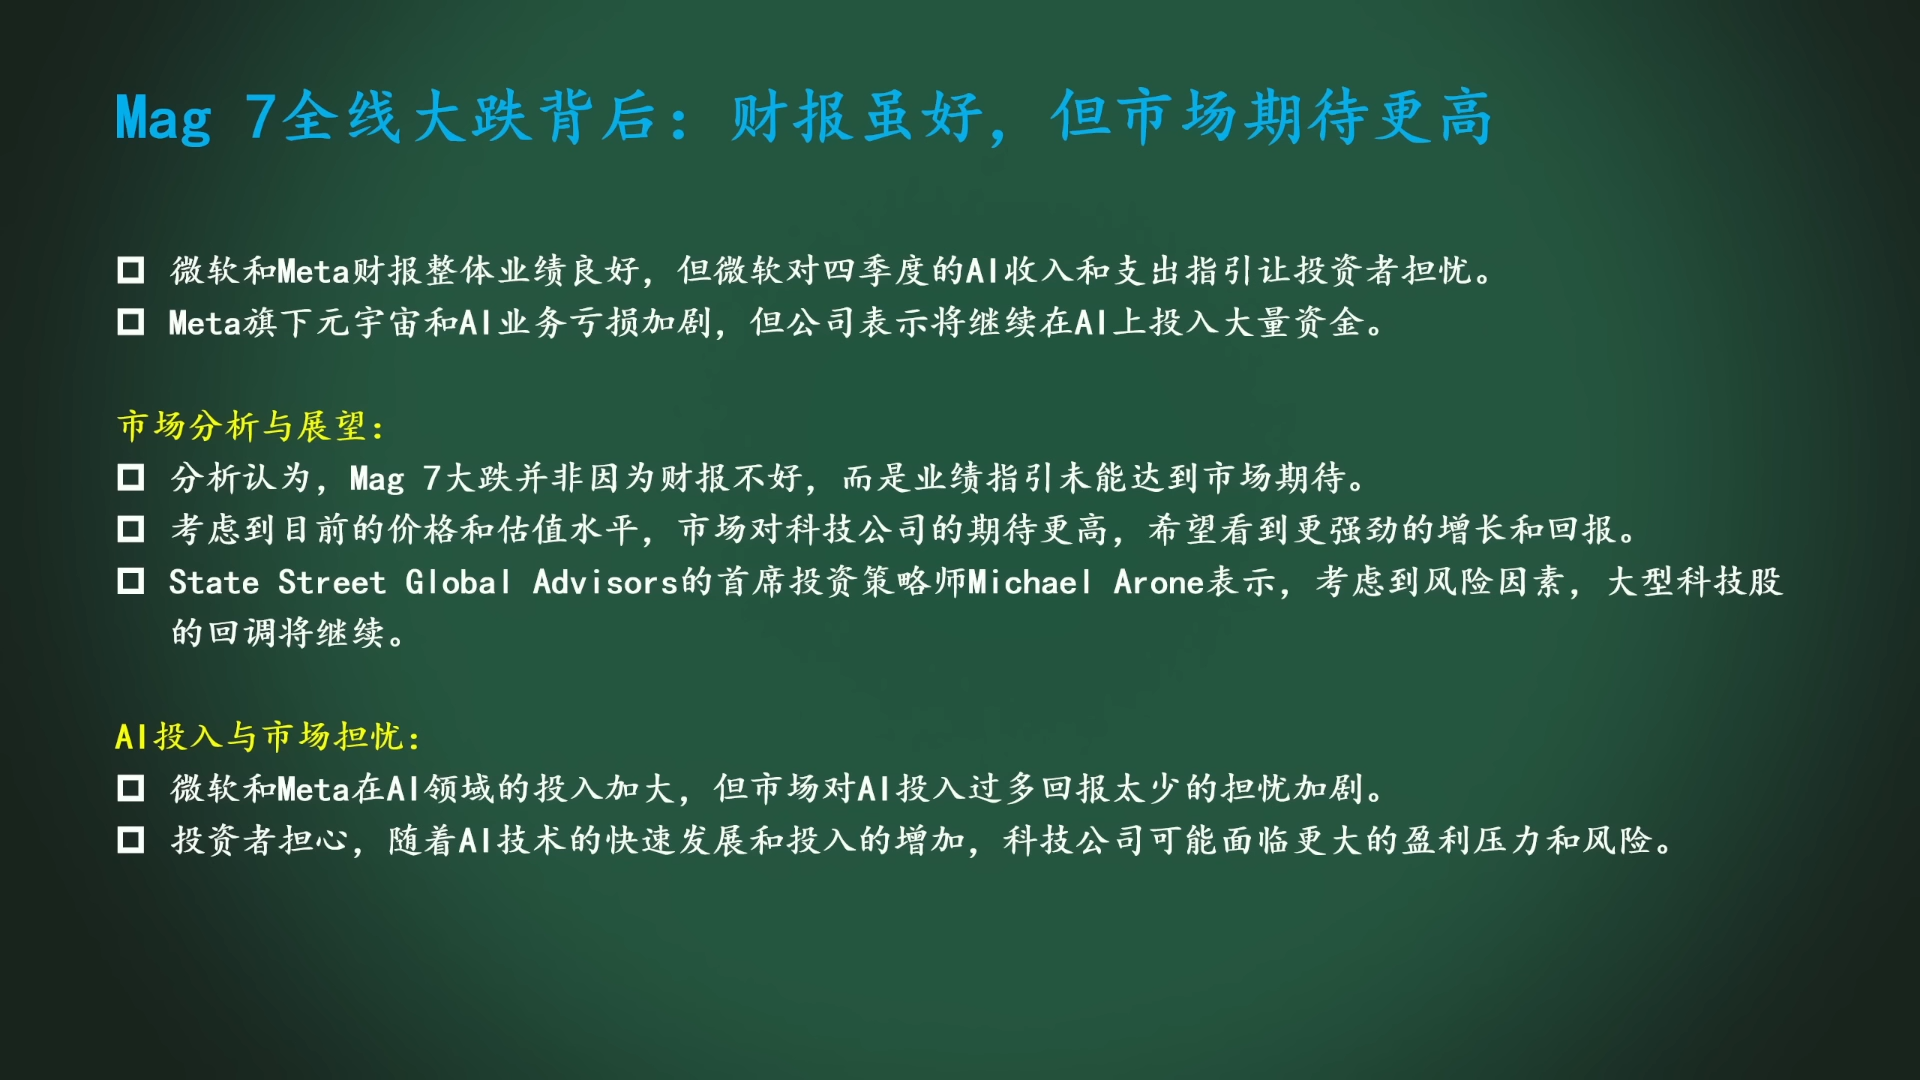 Mag 7全线大跌背后：财报虽好，但市场期待更高
微软和Meta财报整体业绩良好，但微软对四季度的AI收入和支出指引让投资者担忧。
Meta旗下元宇宙和AI业务亏损加剧，但公司表示将继续在AI上投入大量资金。
市场分析与展望：
分析认为，Mag 7大跌并非因为财报不好，而是业绩指引未能达到市场期待。
考虑到目前的价格和估值水平，市场对科技公司的期待更高，希望看到更强劲的增长和回报。
State Street Global Advisors的首席投资策略师Michael Arone表示，考虑到风险因素，大型科技股
的回调将继续。
AI投入与市场担忧：
微软和Meta在AI领域的投入加大，但市场对AI投入过多回报太少的担忧加剧。
投资者担心，随着AI技术的快速发展和投入的增加，科技公司可能面临更大的盈利压力和风险。